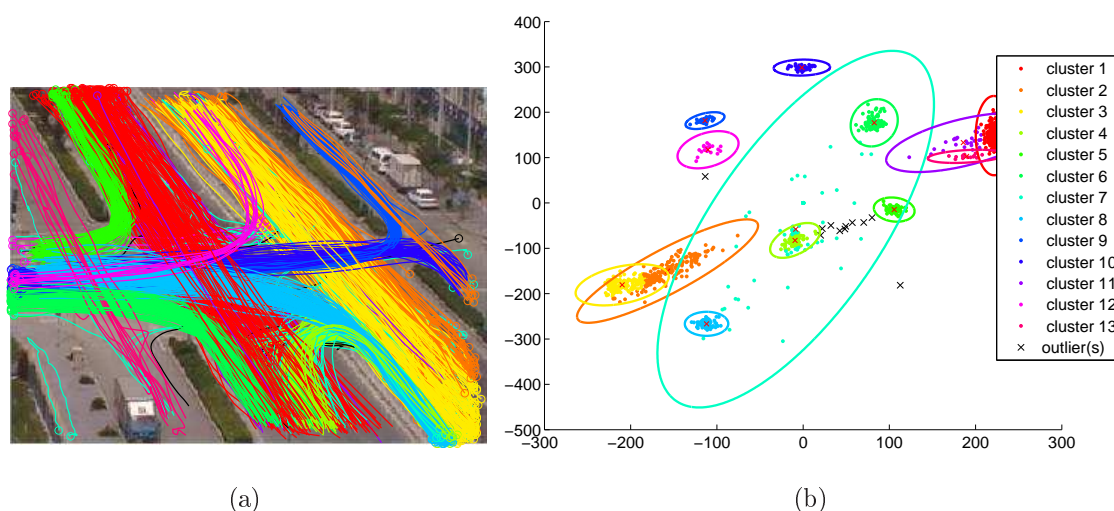 400
300
200
100
0
−100
−200
−300
−400
−500
−300
−200
−100
0
100
200
300
cluster 1
cluster 2
cluster 3
cluster 4
cluster 5
cluster 6
cluster 7
cluster 8
cluster 9
cluster 10
cluster 11
cluster 12
cluster 13
outlier(s)
(a)
(b)